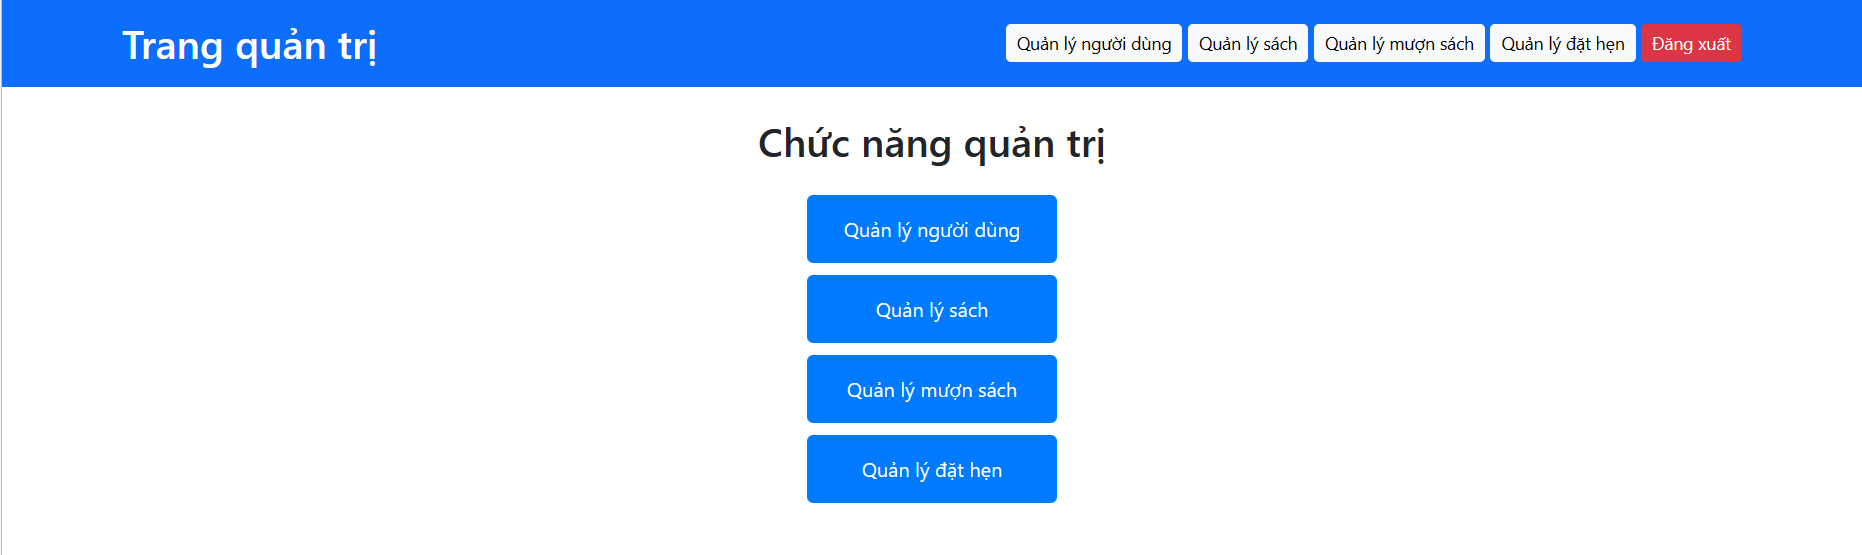 Trang quản trị
Quản lý người dùng
Quản lý sách
Quản lý mượn sách
Quản lý đặt hẹn
Đăng xuất
Chức năng quản trị
Quản lý người dùng
Quản lý sách
Quản lý mượn sách
Quản lý đặt hẹn